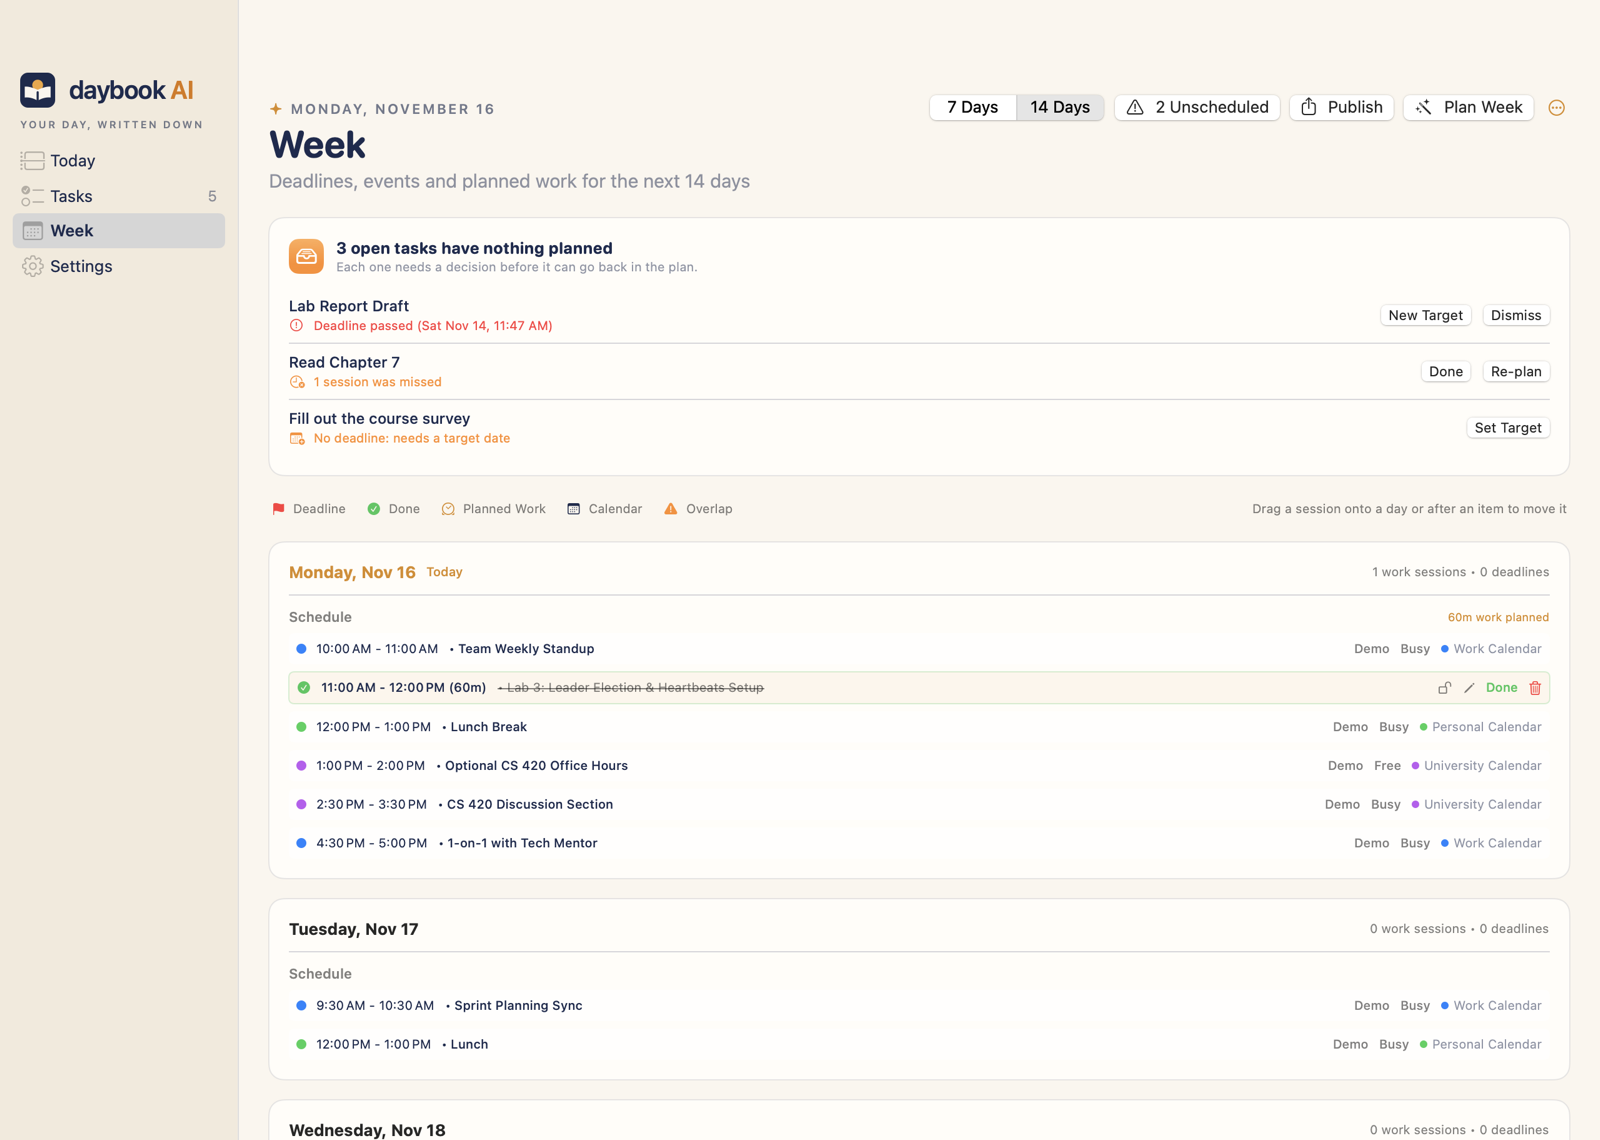 daybook AI
YOUR DAY, WRITTEN DOWN
Today
Tasks 5
Week
Settings
MONDAY, NOVEMBER 16
7 Days 14 Days 2 Unscheduled Publish Plan Week
Week
Deadlines, events and planned work for the next 14 days
3 open tasks have nothing planned
Each one needs a decision before it can go back in the plan.
Lab Report Draft
Deadline passed (Sat Nov 14, 11:47 AM)
New Target Dismiss
Read Chapter 7
1 session was missed
Done Re-plan
Fill out the course survey
No deadline: needs a target date
Set Target
Deadline Done Planned Work Calendar Overlap Drag a session onto a day or after an item to move it
Monday, Nov 16 Today 1 work sessions • 0 deadlines
Schedule 60m work planned
10:00 AM - 11:00 AM • Team Weekly Standup Demo Busy Work Calendar
11:00 AM - 12:00 PM (60m) • Lab 3: Leader Election & Heartbeats Setup Done
12:00 PM - 1:00 PM • Lunch Break Demo Busy Personal Calendar
1:00 PM - 2:00 PM • Optional CS 420 Office Hours Demo Free University Calendar
2:30 PM - 3:30 PM • CS 420 Discussion Section Demo Busy University Calendar
4:30 PM - 5:00 PM • 1-on-1 with Tech Mentor Demo Busy Work Calendar
Tuesday, Nov 17 0 work sessions • 0 deadlines
Schedule
9:30 AM - 10:30 AM • Sprint Planning Sync Demo Busy Work Calendar
12:00 PM - 1:00 PM • Lunch Demo Busy Personal Calendar
Wednesday, Nov 18 0 work sessions • 0 deadlines